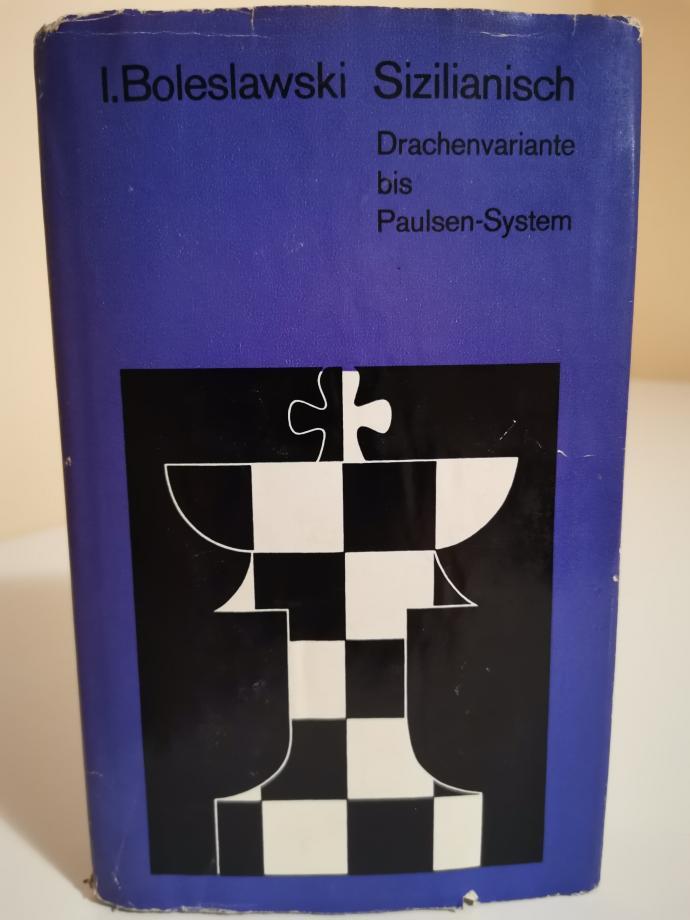 I. Boleslawski Sizilianisch
Drachenvariante
bis
Paulsen-System